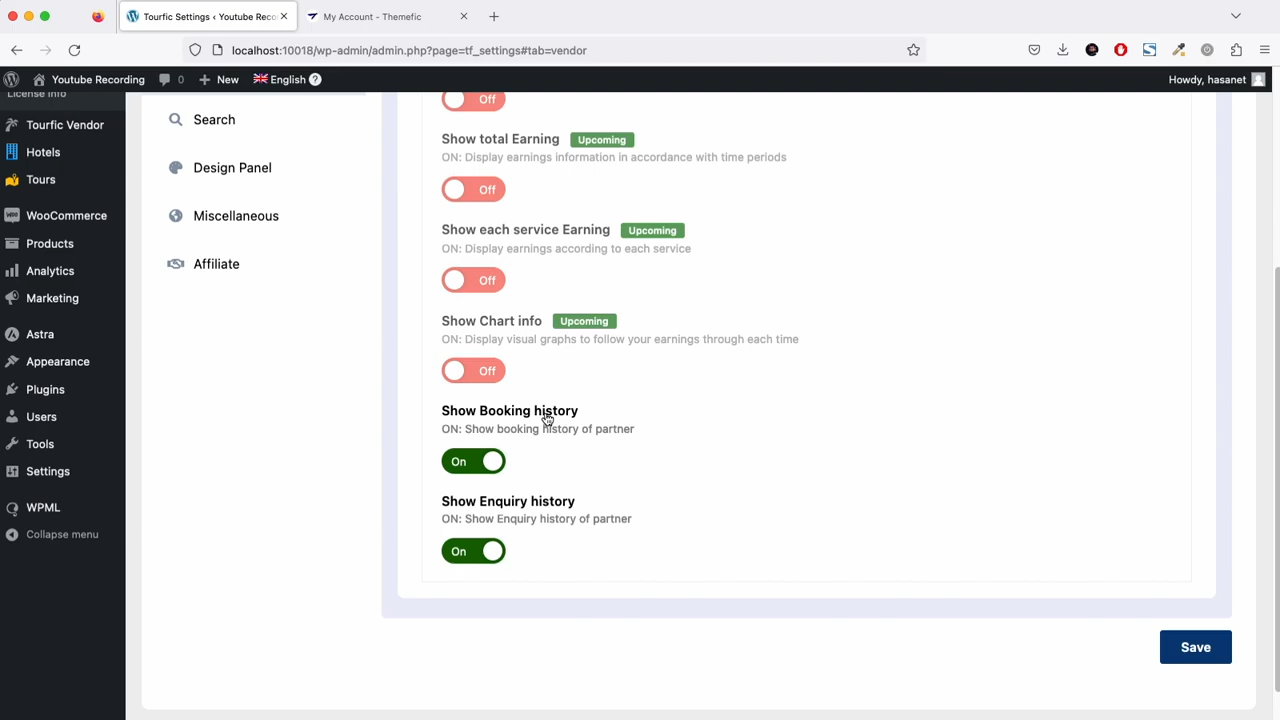 Tourfic Settings ‹ Youtube Reco
My Account - Themefic
localhost:10018/wp-admin/admin.php?page=tf_settings#tab=vendor
Youtube Recording
0
New
English
Howdy, hasanet
License Info
Tourfic Vendor
Hotels
Tours
WooCommerce
Products
Analytics
Marketing
Astra
Appearance
Plugins
Users
Tools
Settings
WPML
Collapse menu
Search
Design Panel
Miscellaneous
Affiliate
Off
Show total Earning Upcoming
ON: Display earnings information in accordance with time periods
Off
Show each service Earning Upcoming
ON: Display earnings according to each service
Off
Show Chart info Upcoming
ON: Display visual graphs to follow your earnings through each time
Off
Show Booking history
ON: Show booking history of partner
On
Show Enquiry history
ON: Show Enquiry history of partner
On
Save